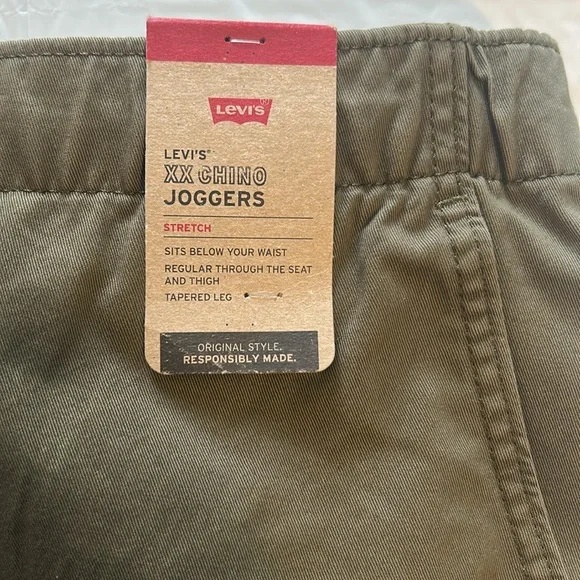 LEVI'S
LEVI'S®
XX CHINO
JOGGERS
STRETCH
SITS BELOW YOUR WAIST
REGULAR THROUGH THE SEAT
AND THIGH
TAPERED LEG
ORIGINAL STYLE.
RESPONSIBLY MADE.